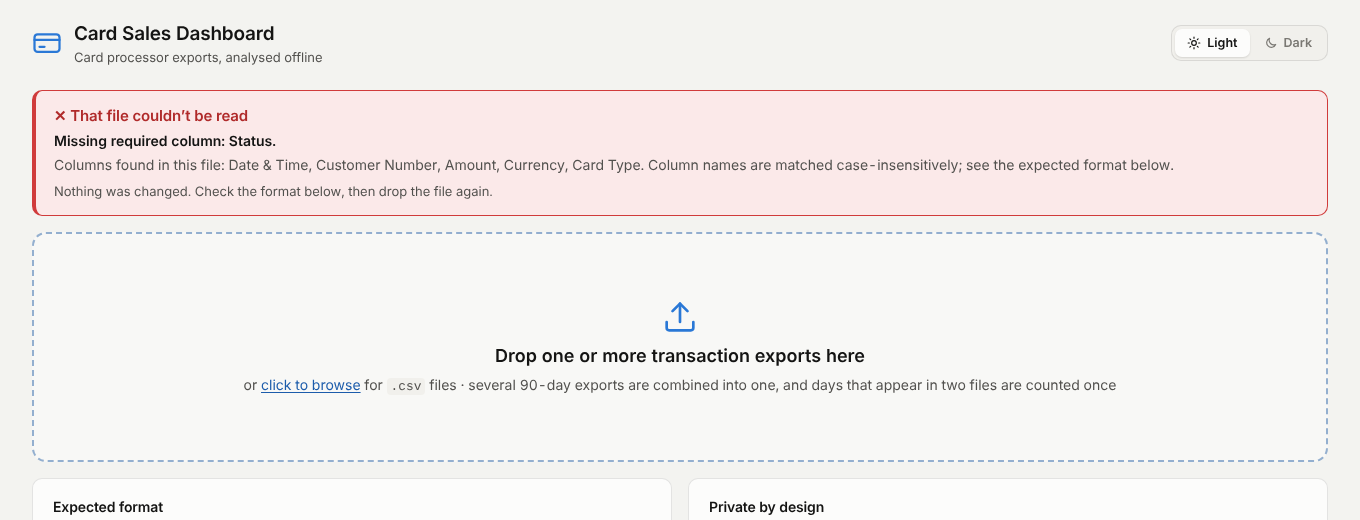 Card Sales Dashboard
Card processor exports, analysed offline
Light
Dark
✕ That file couldn’t be read
Missing required column: Status.
Columns found in this file: Date & Time, Customer Number, Amount, Currency, Card Type. Column names are matched case-insensitively; see the expected format below.
Nothing was changed. Check the format below, then drop the file again.
Drop one or more transaction exports here
or click to browse for .csv files · several 90-day exports are combined into one, and days that appear in two files are counted once
Expected format
Private by design